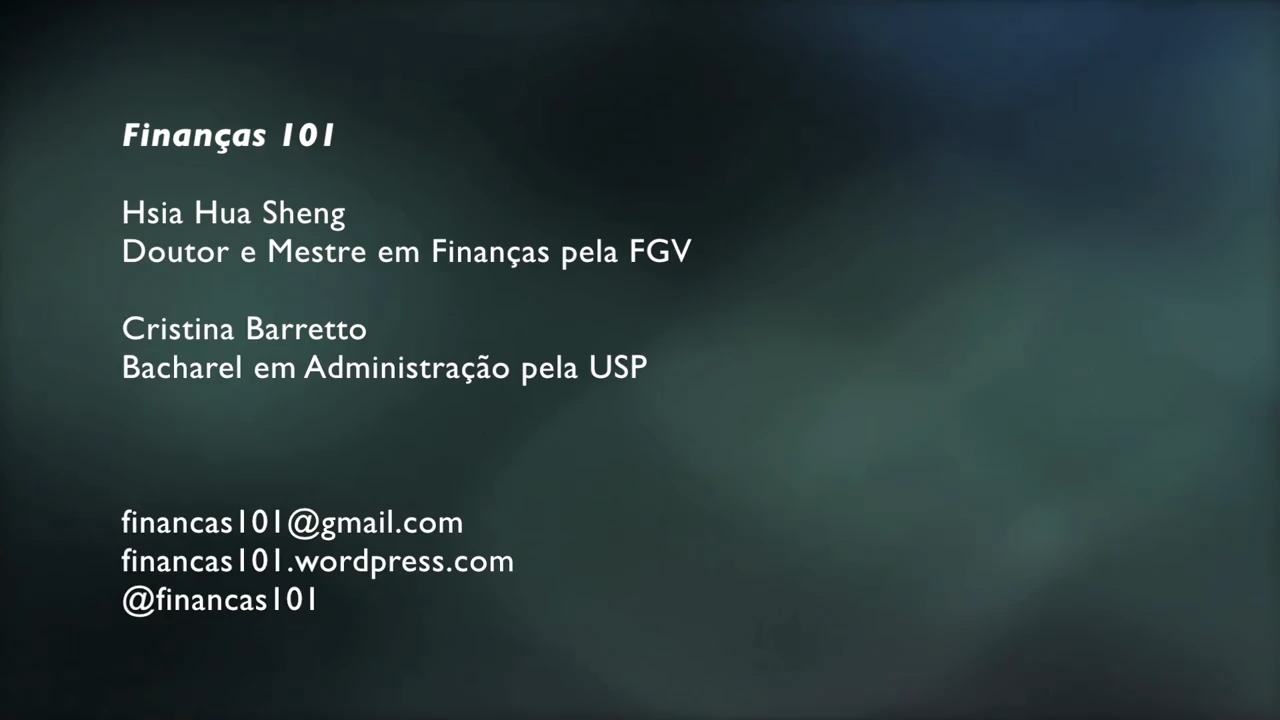 Finanças 101
Hsia Hua Sheng
Doutor e Mestre em Finanças pela FGV
Cristina Barretto
Bacharel em Administração pela USP
financas101@gmail.com
financas101.wordpress.com
@financas101